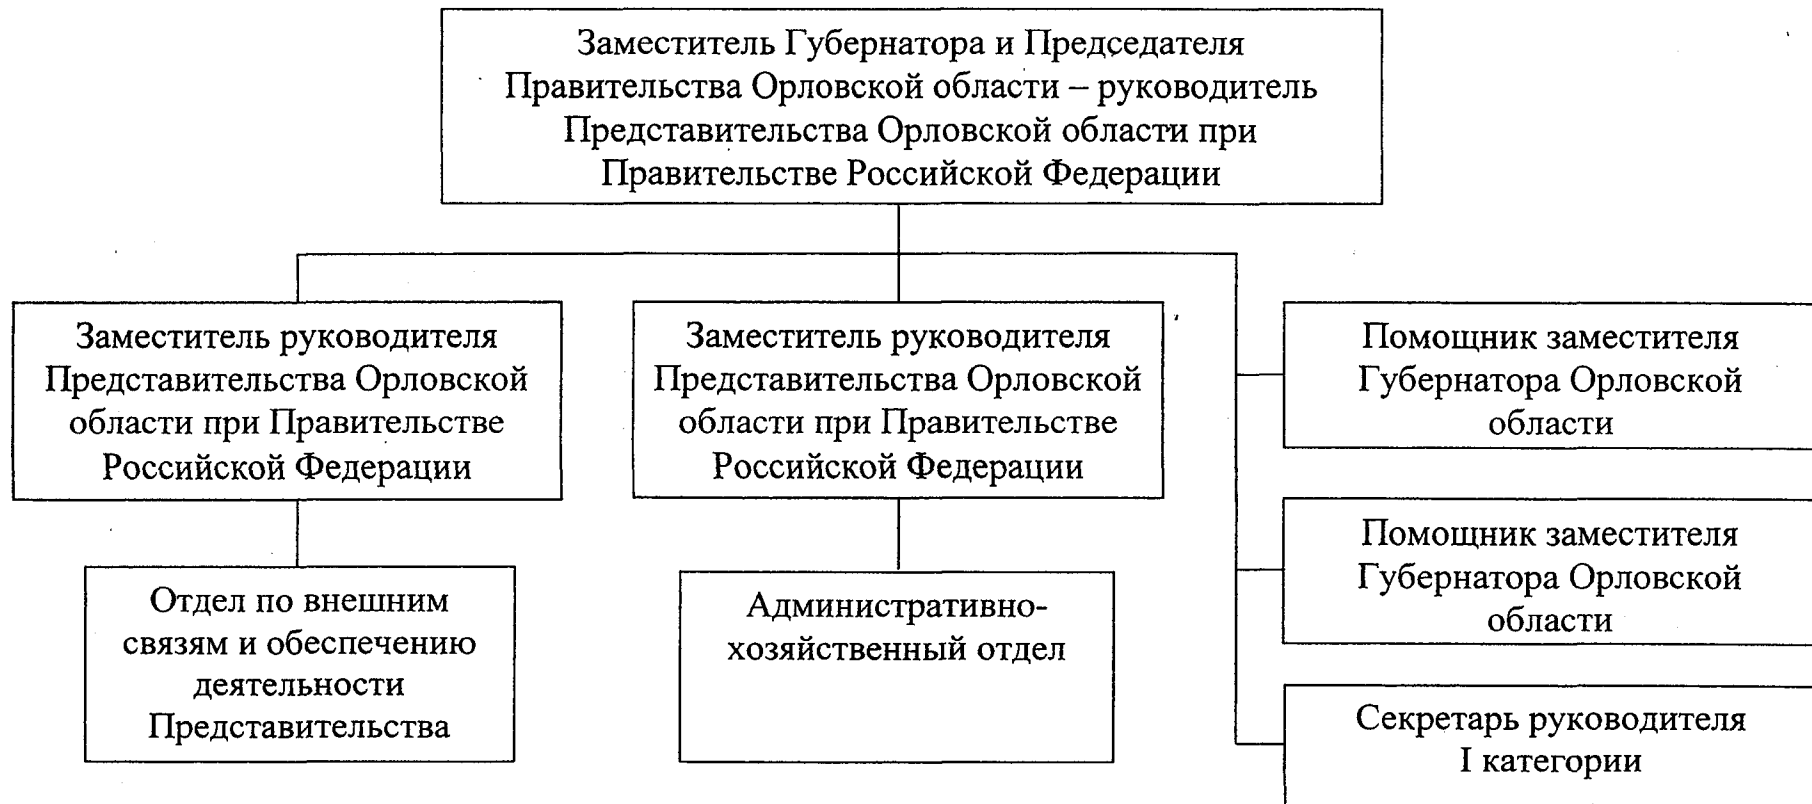 Заместитель Губернатора и Председателя
Правительства Орловской области – руководитель
Представительства Орловской области при
Правительстве Российской Федерации
Заместитель руководителя
Представительства Орловской
области при Правительстве
Российской Федерации
Заместитель руководителя
Представительства Орловской
области при Правительстве
Российской Федерации
Помощник заместителя
Губернатора Орловской
области
Помощник заместителя
Губернатора Орловской
области
Секретарь руководителя
I категории
Отдел по внешним
связям и обеспечению
деятельности
Представительства
Административно-
хозяйственный отдел